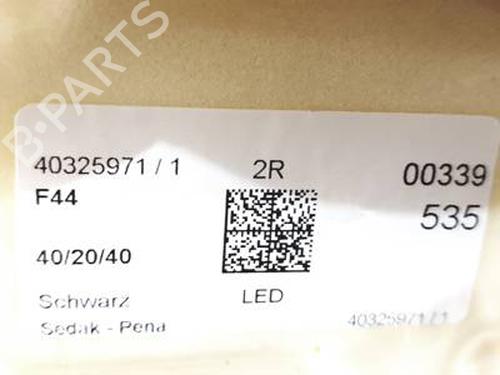 B-PARTS
40325971 / 1 2R 00339
F44 535
40/20/40
Schwarz LED
Sedak - Pena 40325971 / 1